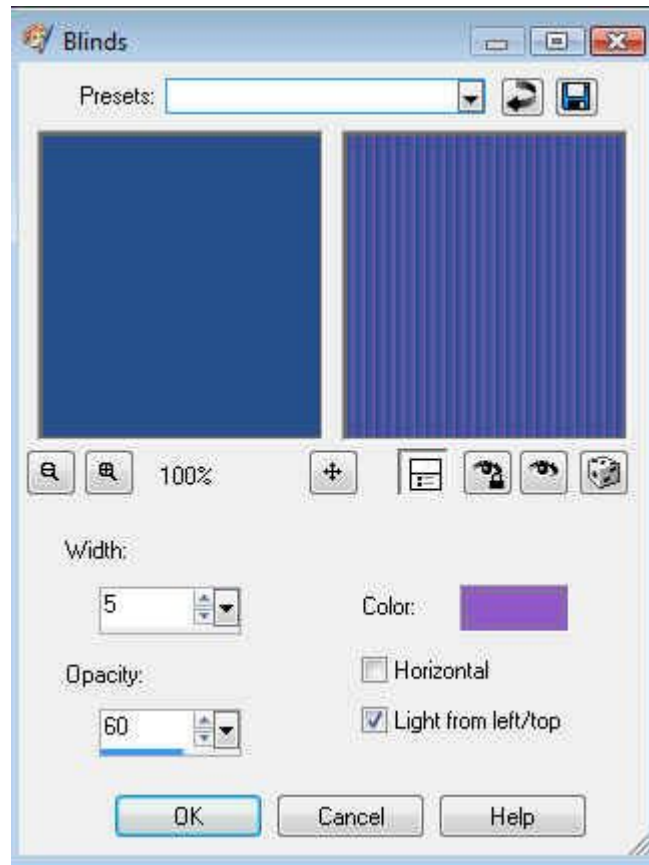 Blinds
Presets:
100%
Width:
5
Color:
Horizontal
Opacity:
60
Light from left/top
OK Cancel Help